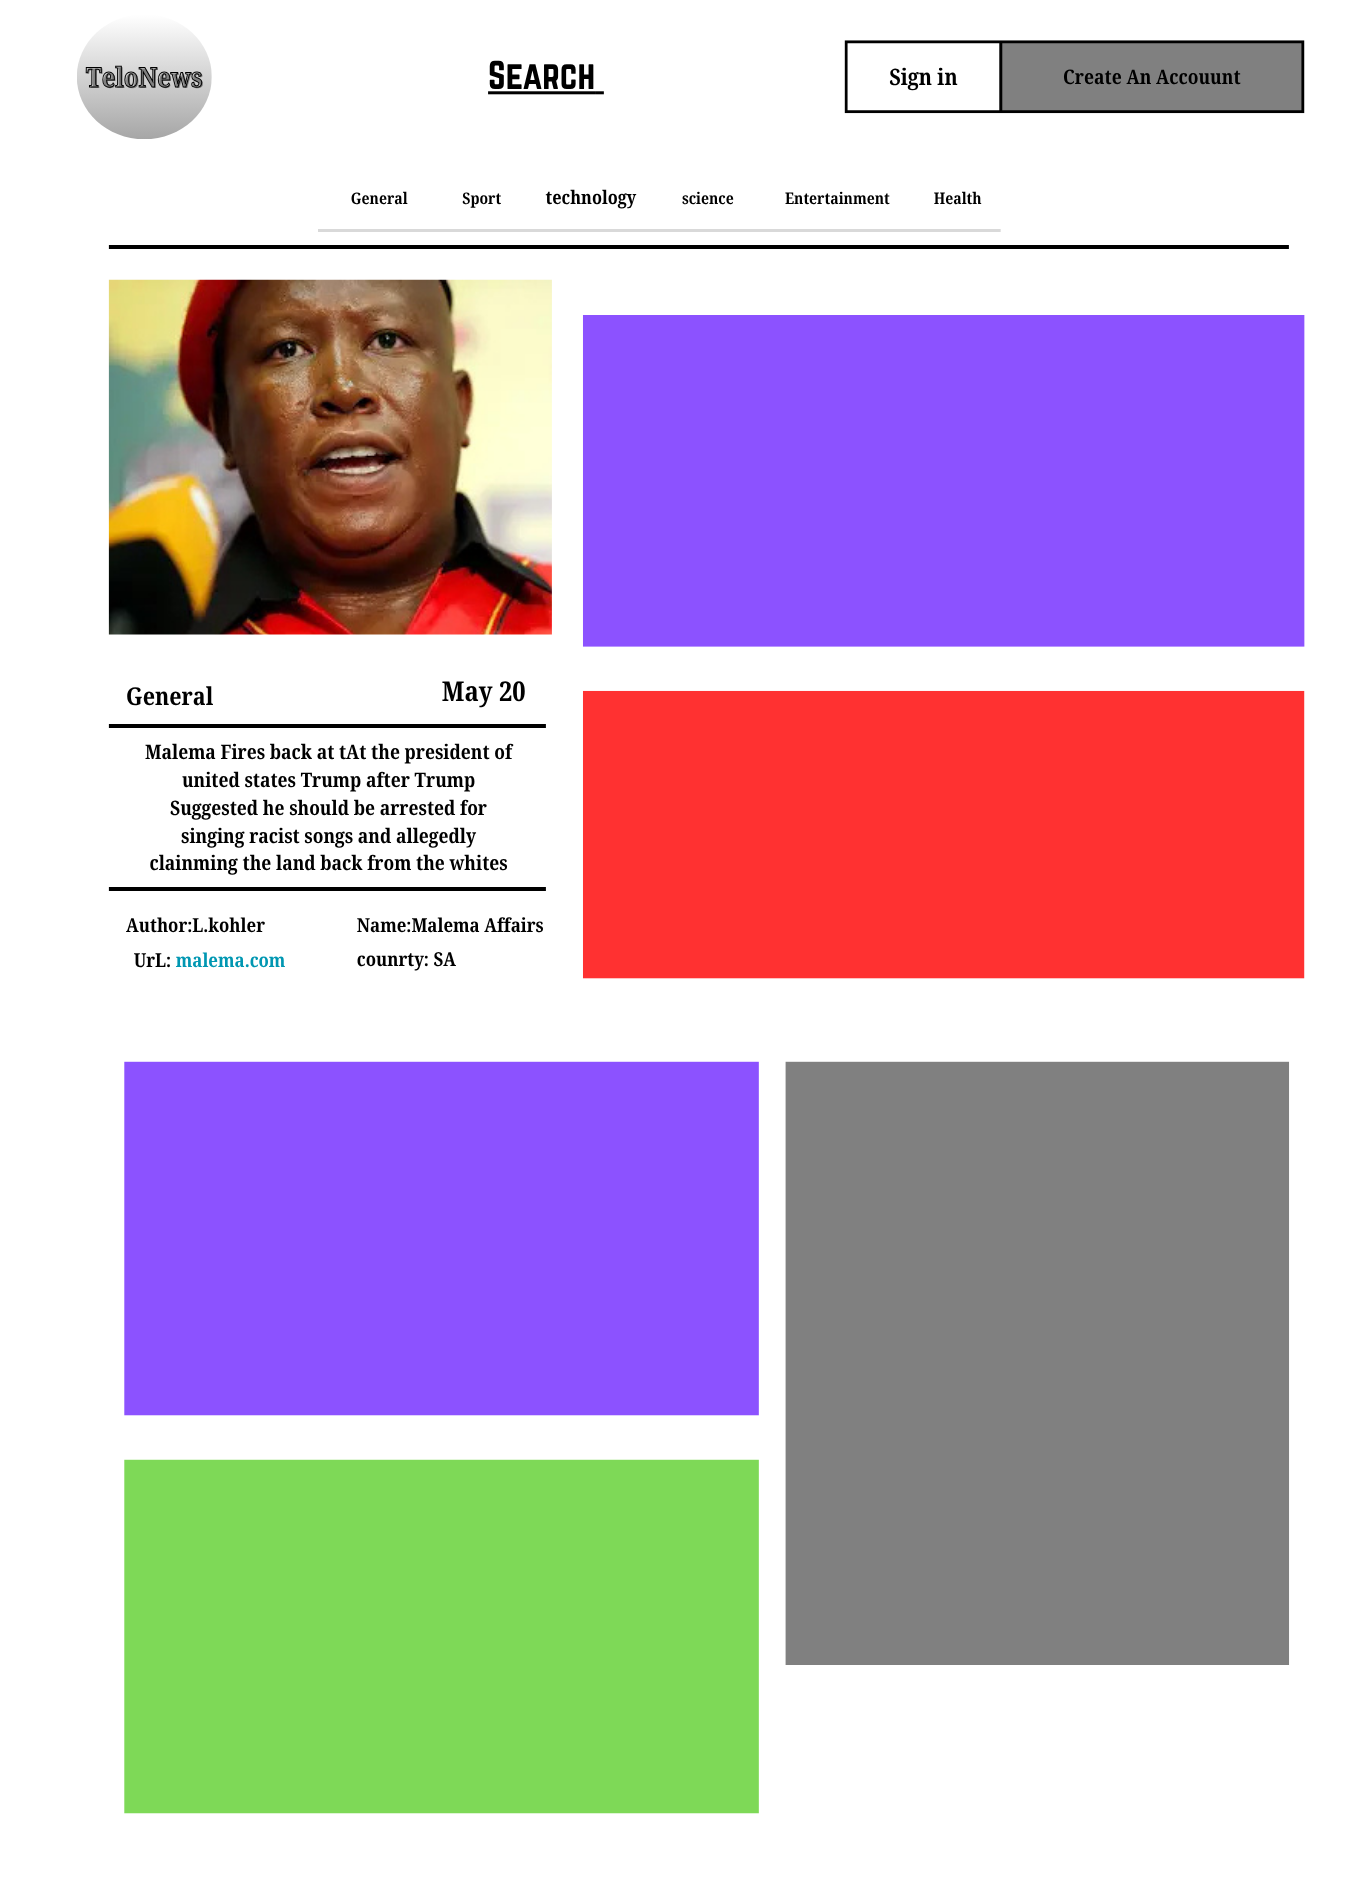 TeloNews
Search
Sign in
Create An Accouunt
General
Sport
technology
science
Entertainment
Health
General
May 20
Malema Fires back at tAt the president of
united states Trump after Trump
Suggested he should be arrested for
singing racist songs and allegedly
clainming the land back from the whites
Author:L.kohler
Name:Malema Affairs
UrL: malema.com
counrty: SA